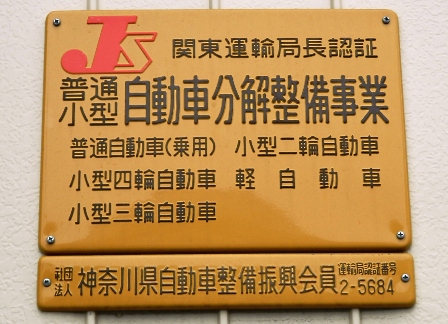 JS 関東運輸局長認証
普通 小型 自動車分解整備事業
普通自動車(乗用) 小型二輪自動車
小型四輪自動車 軽自動車
小型三輪自動車
社団法人 神奈川県自動車整備振興会員 運輸局認証番号 2-5684